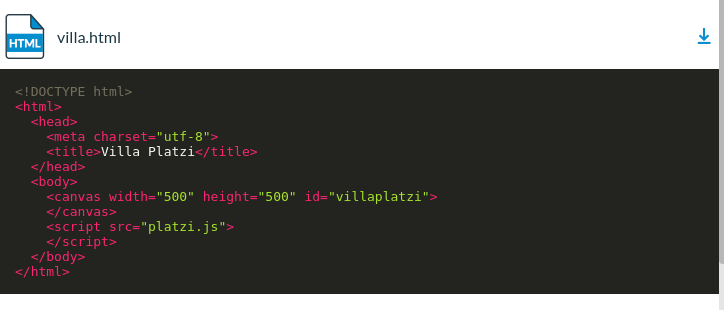 HTML villa.html
<!DOCTYPE html>
<html>
  <head>
    <meta charset="utf-8">
    <title>Villa Platzi</title>
  </head>
  <body>
    <canvas width="500" height="500" id="villaplatzi">
    </canvas>
    <script src="platzi.js">
    </script>
  </body>
</html>